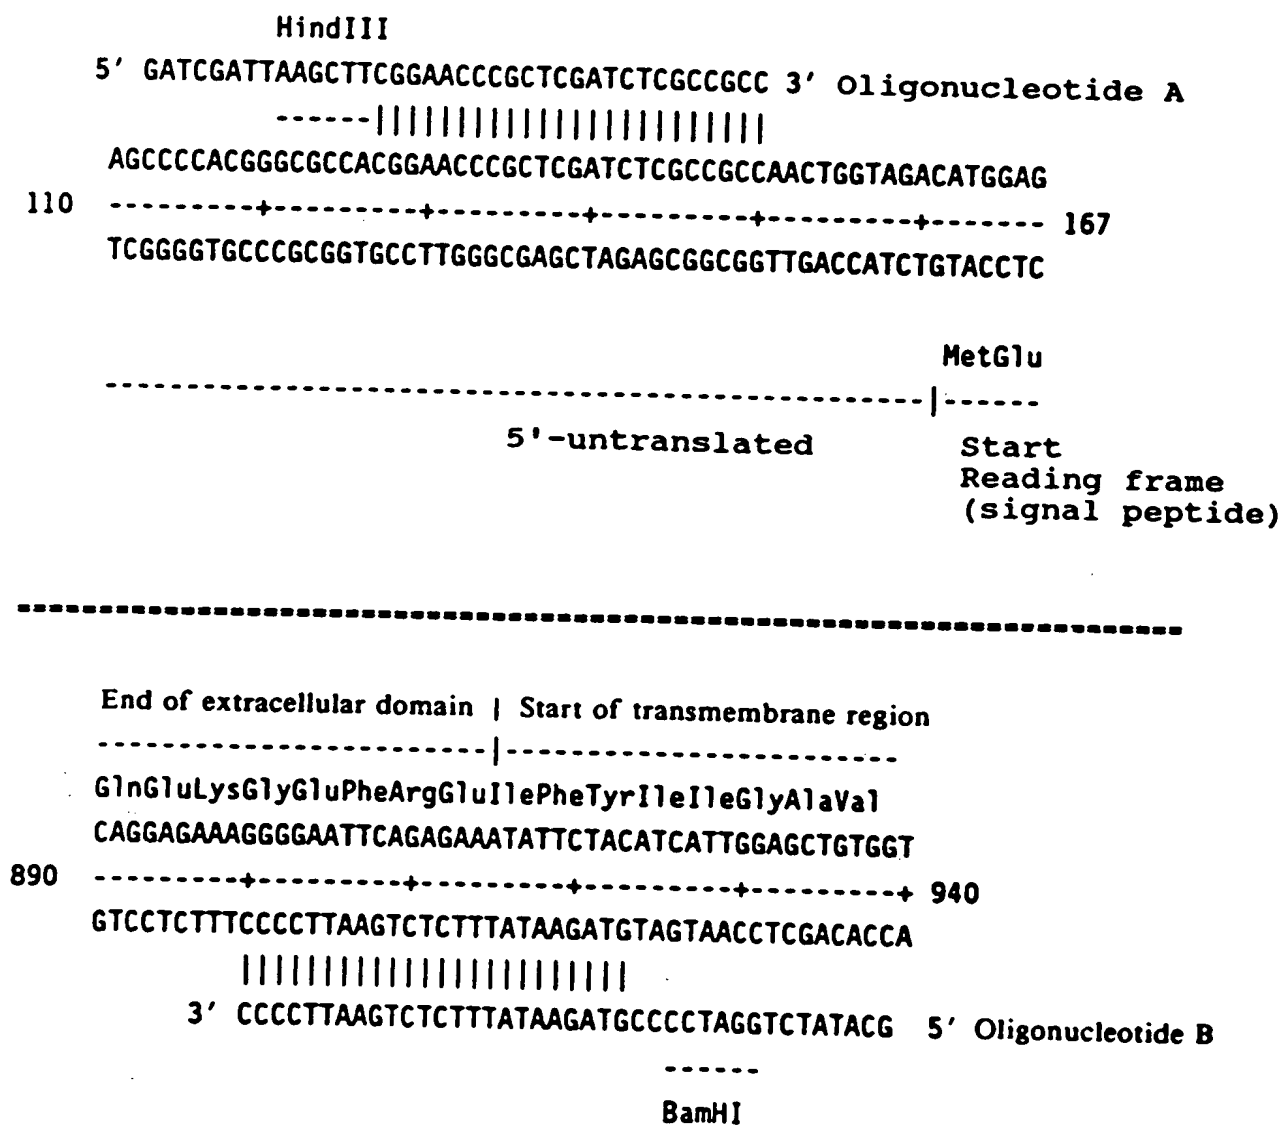 HindIII
5′ GATCGATTAAGCTTCGGAACCCGCTCGATCTCGCCGCC 3′ Oligonucleotide A
------||||||||||||||||||||||||
AGCCCCACGGGCGCCACGGAACCCGCTCGATCTCGCCGCCAACTGGTAGACATGGAG
110 ---------+---------+---------+---------+---------+------- 167
TCGGGGTGCCCGCGGTGCCTTGGGCGAGCTAGAGCGGCGGTTGACCATCTGTACCTC
MetGlu
--------------------------------------------------|------
5'-untranslated Start
Reading frame
(signal peptide)
End of extracellular domain | Start of transmembrane region
------------------------|------------------------
GlnGluLysGlyGluPheArgGluIlePheTyrIleIleGlyAlaVal
CAGGAGAAAGGGGAATTCAGAGAAATATTCTACATCATTGGAGCTGTGGT
890 ---------+---------+---------+---------+---------+ 940
GTCCTCTTTCCCCTTAAGTCTCTTTATAAGATGTAGTAACCTCGACACCA
||||||||||||||||||||||||
3′ CCCCTTAAGTCTCTTTATAAGATGCCCCTAGGTCTATACG 5′ Oligonucleotide B
------
BamHI